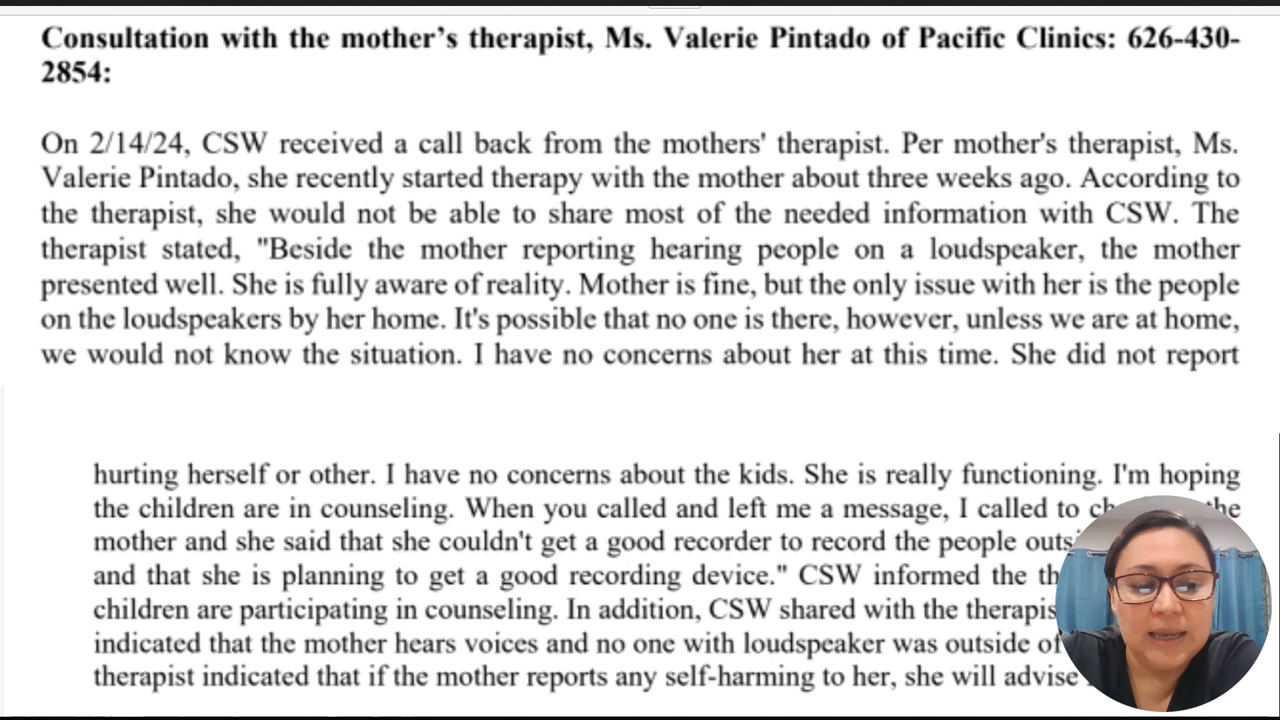 Consultation with the mother’s therapist, Ms. Valerie Pintado of Pacific Clinics: 626-430-
2854:
On 2/14/24, CSW received a call back from the mothers' therapist. Per mother's therapist, Ms.
Valerie Pintado, she recently started therapy with the mother about three weeks ago. According to
the therapist, she would not be able to share most of the needed information with CSW. The
therapist stated, "Beside the mother reporting hearing people on a loudspeaker, the mother
presented well. She is fully aware of reality. Mother is fine, but the only issue with her is the people
on the loudspeakers by her home. It's possible that no one is there, however, unless we are at home,
we would not know the situation. I have no concerns about her at this time. She did not report
hurting herself or other. I have no concerns about the kids. She is really functioning. I'm hoping
the children are in counseling. When you called and left me a message, I called to
mother and she said that she couldn't get a good recorder to record the people
and that she is planning to get a good recording device." CSW informed the
children are participating in counseling. In addition, CSW shared with the
indicated that the mother hears voices and no one with loudspeaker was outside of
therapist indicated that if the mother reports any self-harming to her, she will advise